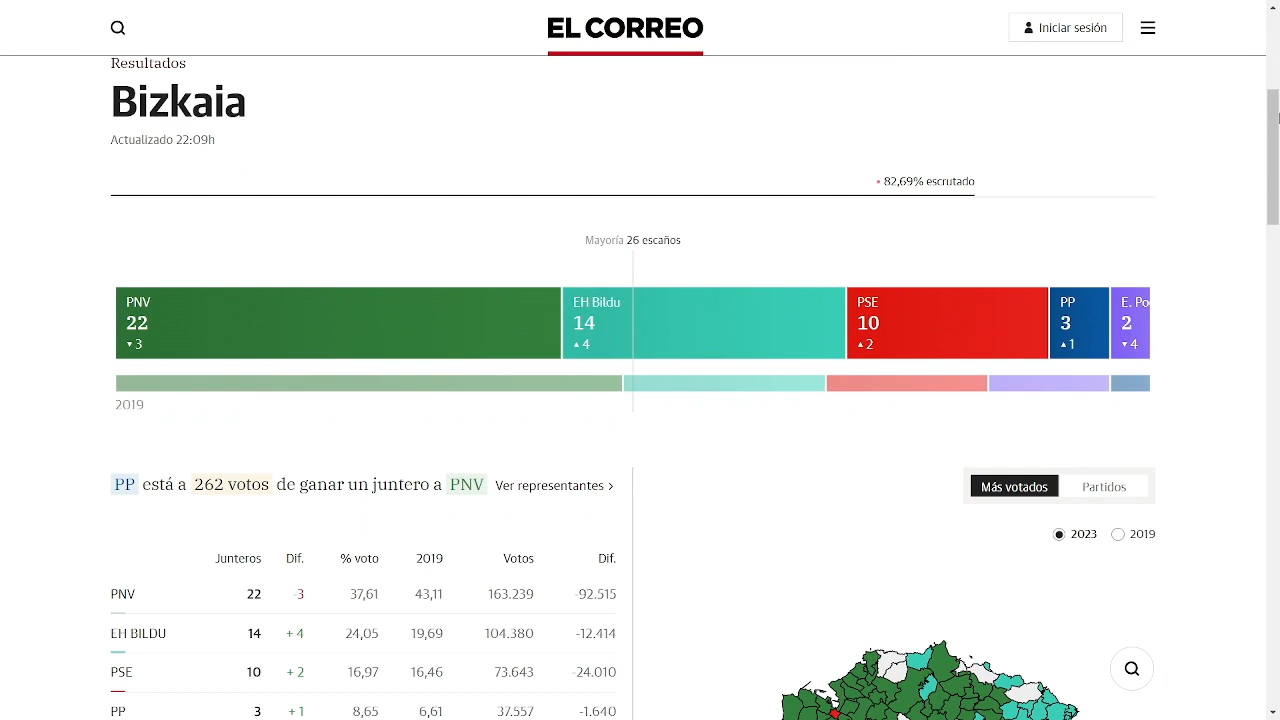 EL CORREO
Iniciar sesión
Resultados
Bizkaia
Actualizado 22:09h
82,69% escrutado
Mayoría 26 escaños
PNV
22
▼ 3
EH Bildu
14
▲ 4
PSE
10
▲ 2
PP
3
▲ 1
E. Po
2
▼ 4
2019
PP está a 262 votos de ganar un juntero a PNV
Ver representantes >
Más votados
Partidos
2023
2019
Junteros Dif. % voto 2019 Votos Dif.
PNV 22 -3 37,61 43,11 163.239 -92.515
EH BILDU 14 + 4 24,05 19,69 104.380 -12.414
PSE 10 + 2 16,97 16,46 73.643 -24.010
PP 3 + 1 8,65 6,61 37.557 -1.640